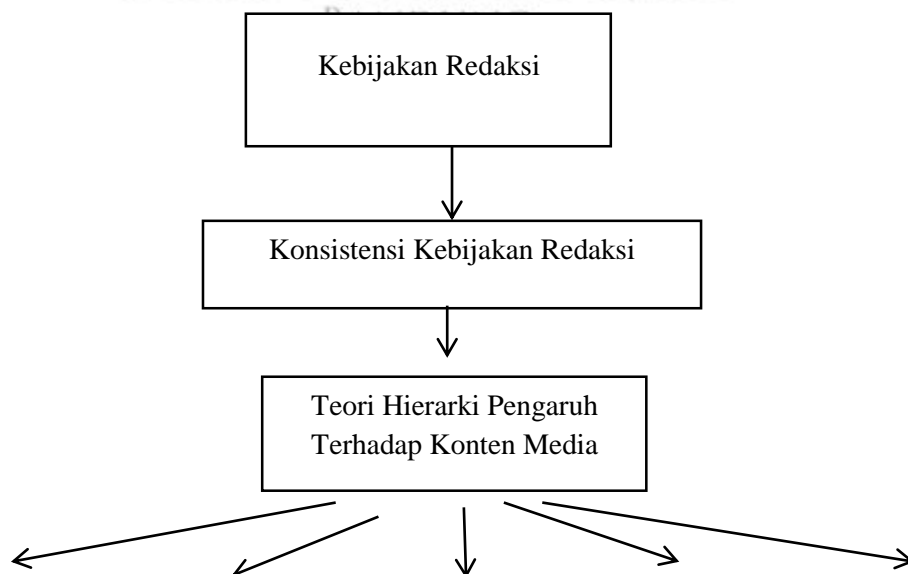 Kebijakan Redaksi
Konsistensi Kebijakan Redaksi
Teori Hierarki Pengaruh
Terhadap Konten Media